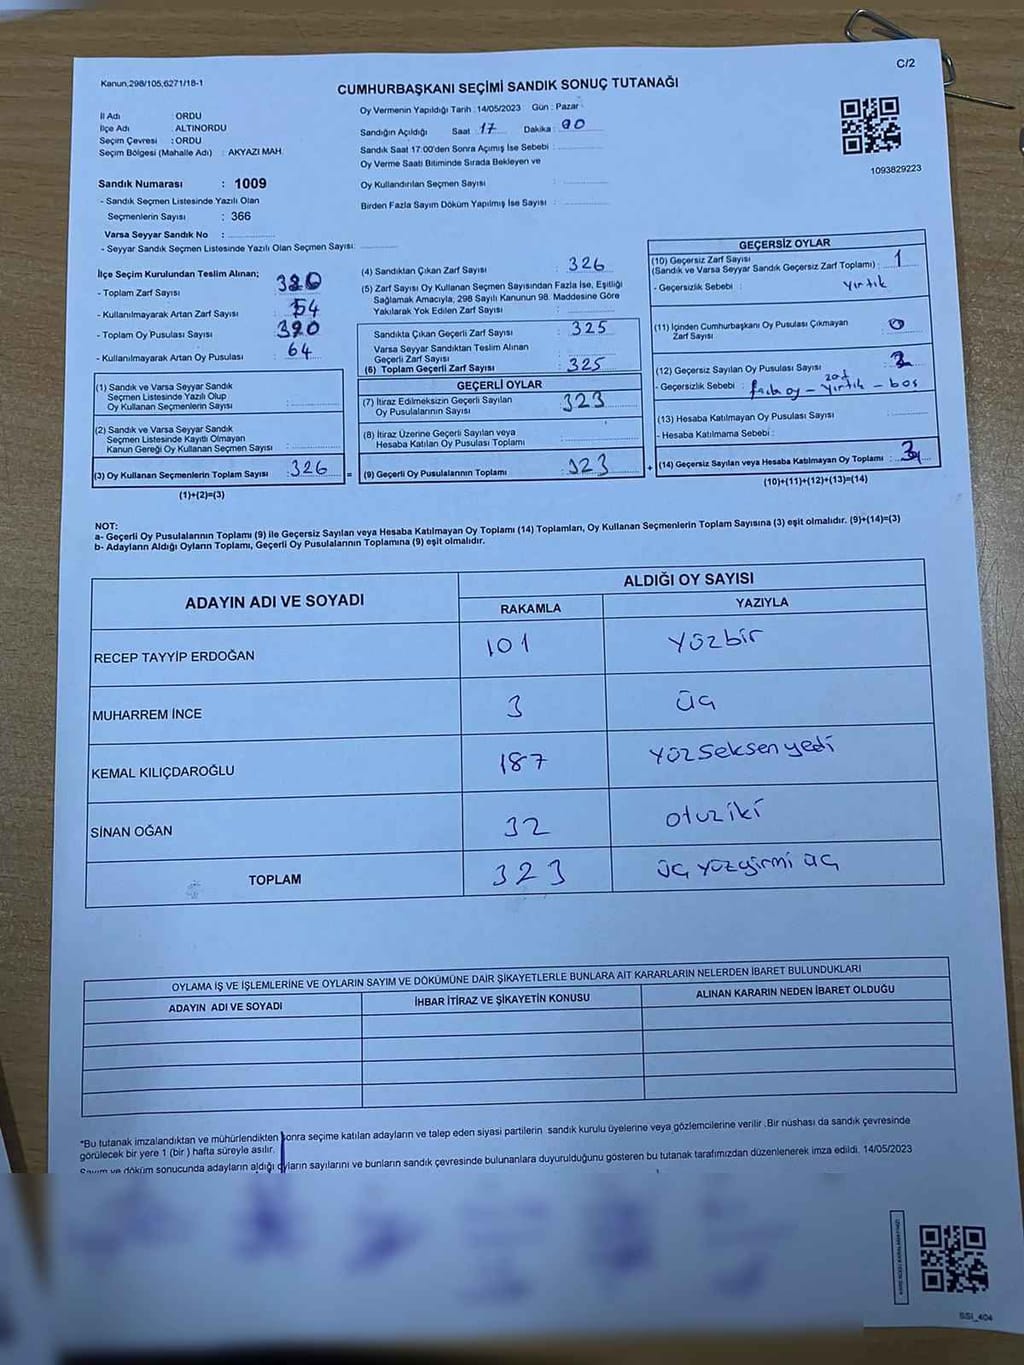 Kanun,298/105,6271/18-1
C/2
CUMHURBAŞKANI SEÇİMİ SANDIK SONUÇ TUTANAĞI
İl Adı : ORDU
İlçe Adı : ALTINORDU
Seçim Çevresi : ORDU
Seçim Bölgesi (Mahalle Adı) : AKYAZI MAH.
Oy Vermenin Yapıldığı Tarih : 14/05/2023 Gün : Pazar
Sandığın Açıldığı Saat 17 Dakika : 00
Sandık Saat 17:00'den Sonra Açımış İse Sebebi :
Oy Verme Saati Bitiminde Sırada Bekleyen ve
Oy Kullandırılan Seçmen Sayısı :
Birden Fazla Sayım Döküm Yapılmış İse Sayısı :
1093829223
Sandık Numarası : 1009
- Sandık Seçmen Listesinde Yazılı Olan
Seçmenlerin Sayısı : 366
Varsa Seyyar Sandık No :
- Seyyar Sandık Seçmen Listesinde Yazılı Olan Seçmen Sayısı:
İlçe Seçim Kurulundan Teslim Alınan;
- Toplam Zarf Sayısı :
- Kullanılmayarak Artan Zarf Sayısı : 54
- Toplam Oy Pusulası Sayısı : 390
- Kullanılmayarak Artan Oy Pusulası : 64
(1) Sandık ve Varsa Seyyar Sandık
Seçmen Listesinde Yazılı Olup
Oy Kullanan Seçmenlerin Sayısı :
(2) Sandık ve Varsa Seyyar Sandık
Seçmen Listesinde Kayıtlı Olmayan
Kanun Gereği Oy Kullanan Seçmen Sayısı :
(3) Oy Kullanan Seçmenlerin Toplam Sayısı : 326 =
(1)+(2)=(3)
(4) Sandıktan Çıkan Zarf Sayısı : 326
(5) Zarf Sayısı Oy Kullanan Seçmen Sayısından Fazla İse, Eşitliği
Sağlamak Amacıyla, 298 Sayılı Kanunun 98. Maddesine Göre
Yakılarak Yok Edilen Zarf Sayısı :
Sandıkta Çıkan Geçerli Zarf Sayısı : 325
Varsa Seyyar Sandıktan Teslim Alınan
Geçerli Zarf Sayısı :
(6) Toplam Geçerli Zarf Sayısı : 325
GEÇERLİ OYLAR
(7) İtiraz Edilmeksizin Geçerli Sayılan
Oy Pusulalarının Sayısı : 323
(8) İtiraz Üzerine Geçerli Sayılan veya
Hesaba Katılan Oy Pusulası Toplamı :
(9) Geçerli Oy Pusulalarının Toplamı : 323 +
GEÇERSİZ OYLAR
(10) Geçersiz Zarf Sayısı
(Sandık ve Varsa Seyyar Sandık Geçersiz Zarf Toplamı) : 1
- Geçersizlik Sebebi : Yırtık
(11) İçinden Cumhurbaşkanı Oy Pusulası Çıkmayan
Zarf Sayısı : 0
(12) Geçersiz Sayılan Oy Pusulası Sayısı : 2
- Geçersizlik Sebebi : fazla oy - yırtık - boş
zarf
(13) Hesaba Katılmayan Oy Pusulası Sayısı :
- Hesaba Katılmama Sebebi :
(14) Geçersiz Sayılan veya Hesaba Katılmayan Oy Toplamı : 3
(10)+(11)+(12)+(13)=(14)
NOT:
a- Geçerli Oy Pusulalarının Toplamı (9) ile Geçersiz Sayılan veya Hesaba Katılmayan Oy Toplamı (14) Toplamları, Oy Kullanan Seçmenlerin Toplam Sayısına (3) eşit olmalıdır. (9)+(14)=(3)
b- Adayların Aldığı Oyların Toplamı, Geçerli Oy Pusulalarının Toplamına (9) eşit olmalıdır.
ADAYIN ADI VE SOYADI
ALDIĞI OY SAYISI
RAKAMLA YAZIYLA
RECEP TAYYİP ERDOĞAN 101 Yüzbir
MUHARREM İNCE 3 üç
KEMAL KILIÇDAROĞLU 187 Yüzseksenyedi
SİNAN OĞAN 32 otuziki
TOPLAM 323 üç yüzyirmi üç
OYLAMA İŞ VE İŞLEMLERİNE VE OYLARIN SAYIM VE DÖKÜMÜNE DAİR ŞİKAYETLERLE BUNLARA AİT KARARLARIN NELERDEN İBARET BULUNDUKLARI
ADAYIN ADI VE SOYADI İHBAR İTİRAZ VE ŞİKAYETİN KONUSU ALINAN KARARIN NEDEN İBARET OLDUĞU
*Bu tutanak imzalandıktan ve mühürlendikten sonra seçime katılan adayların ve talep eden siyasi partilerin sandık kurulu üyelerine veya gözlemcilerine verilir .Bir nüshası da sandık çevresinde
görülecek bir yere 1 (bir ) hafta süreyle asılır.
Sayım ve döküm sonucunda adayların aldığı oyların sayılarını ve bunların sandık çevresinde bulunanlara duyurulduğunu gösteren bu tutanak tarafımızdan düzenlenerek imza edildi. 14/05/2023
SSI_404